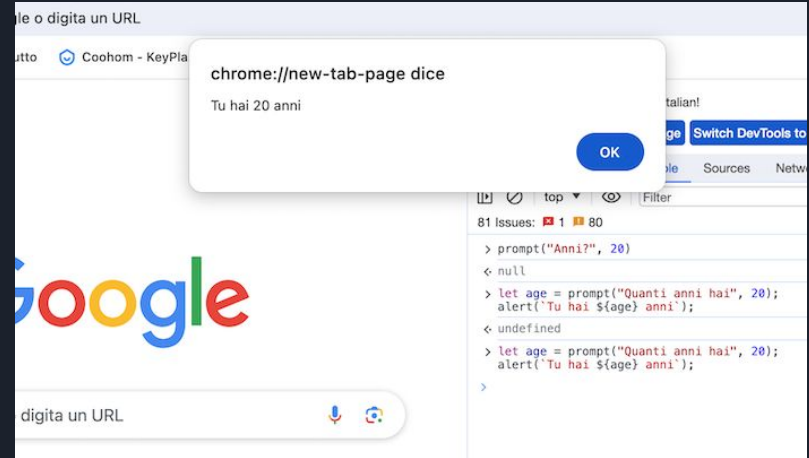 le o digita un URL
utto Coohom - KeyPla
chrome://new-tab-page dice
Tu hai 20 anni
OK
talian!
ge Switch DevTools to
le Sources Netw
top Filter
81 Issues: 1 80
> prompt("Anni?", 20)
null
> let age = prompt("Quanti anni hai", 20);
alert(`Tu hai ${age} anni`);
undefined
> let age = prompt("Quanti anni hai", 20);
alert(`Tu hai ${age} anni`);
>
Google
digita un URL